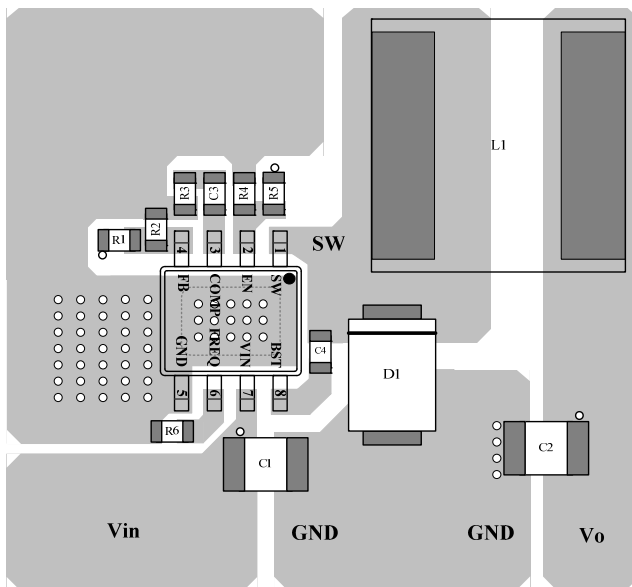 L1
R3 C3 R4 R5
R1 R2
SW
4 3 2 1
FB COMP EN SW
GND FREQ VIN BST
5 6 7 8
C4
D1
R6
C1
C2
Vin GND GND Vo